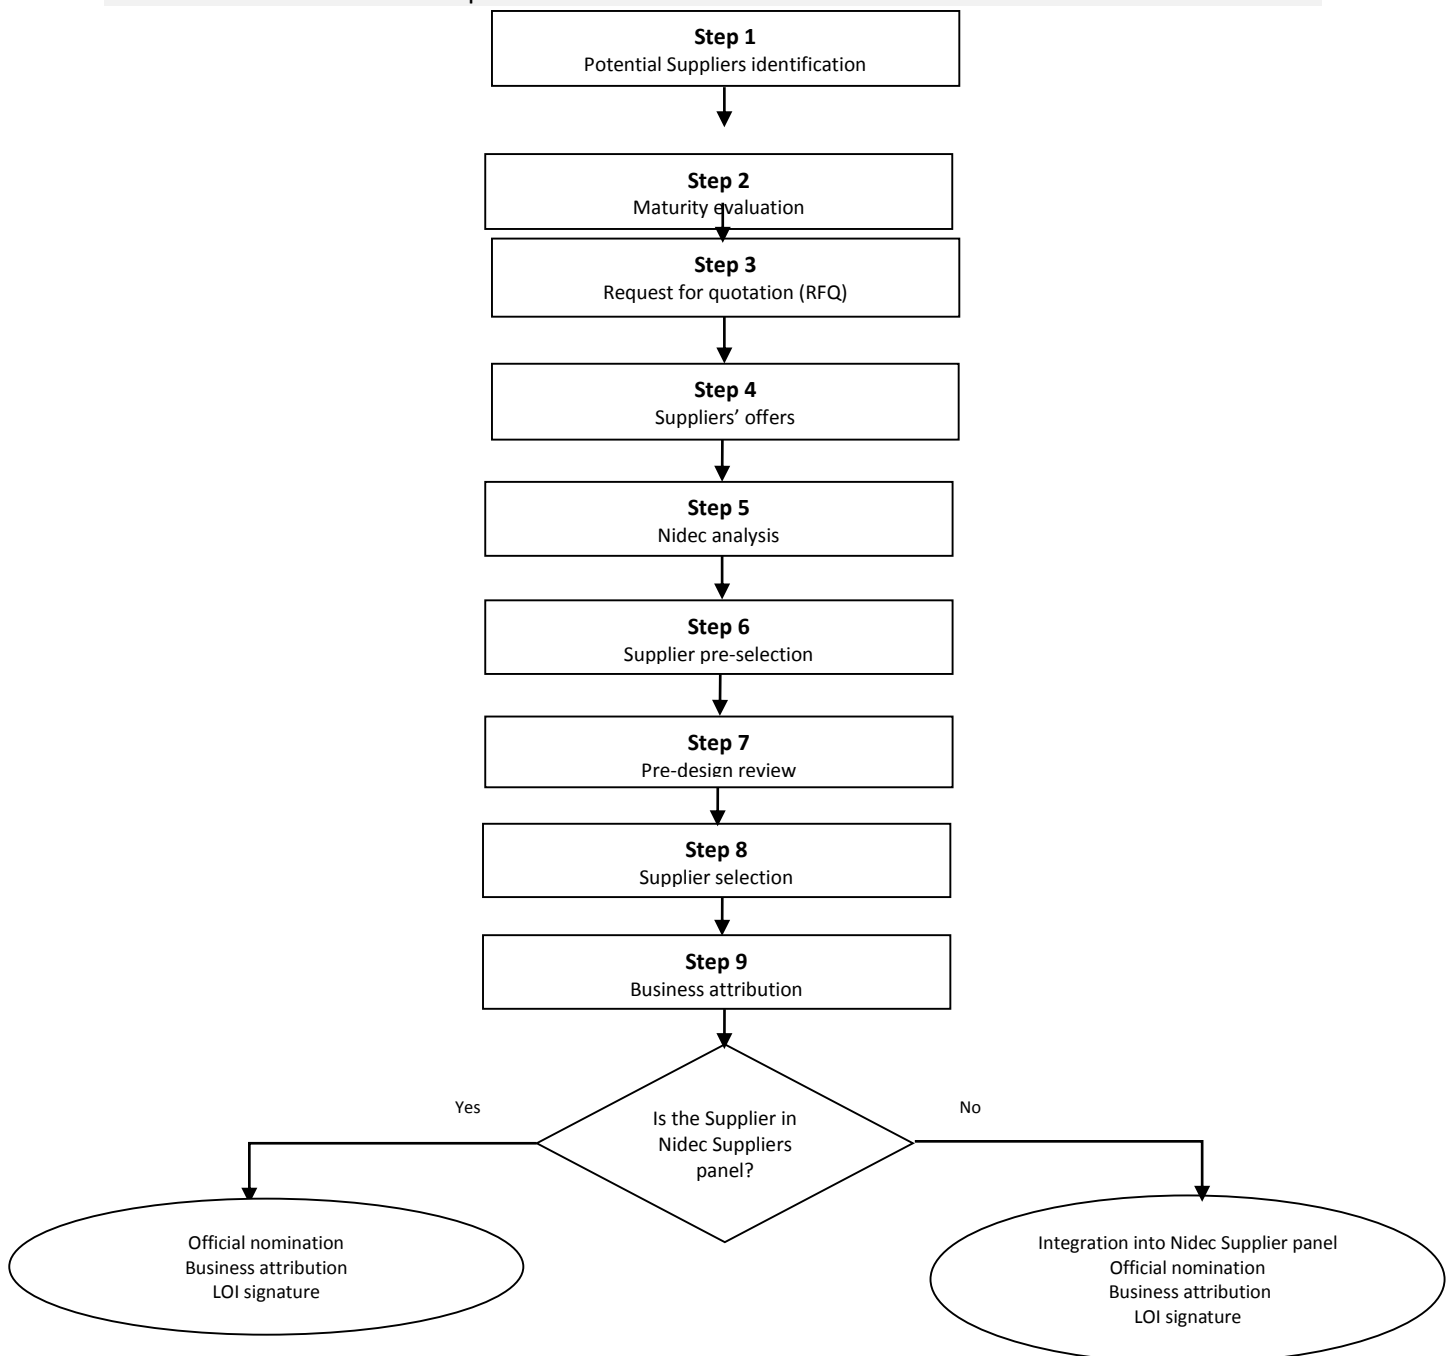 Step 1
Potential Suppliers identification
Step 2
Maturity evaluation
Step 3
Request for quotation (RFQ)
Step 4
Suppliers’ offers
Step 5
Nidec analysis
Step 6
Supplier pre-selection
Step 7
Pre-design review
Step 8
Supplier selection
Step 9
Business attribution
Yes
No
Is the Supplier in
Nidec Suppliers
panel?
Official nomination
Business attribution
LOI signature
Integration into Nidec Supplier panel
Official nomination
Business attribution
LOI signature